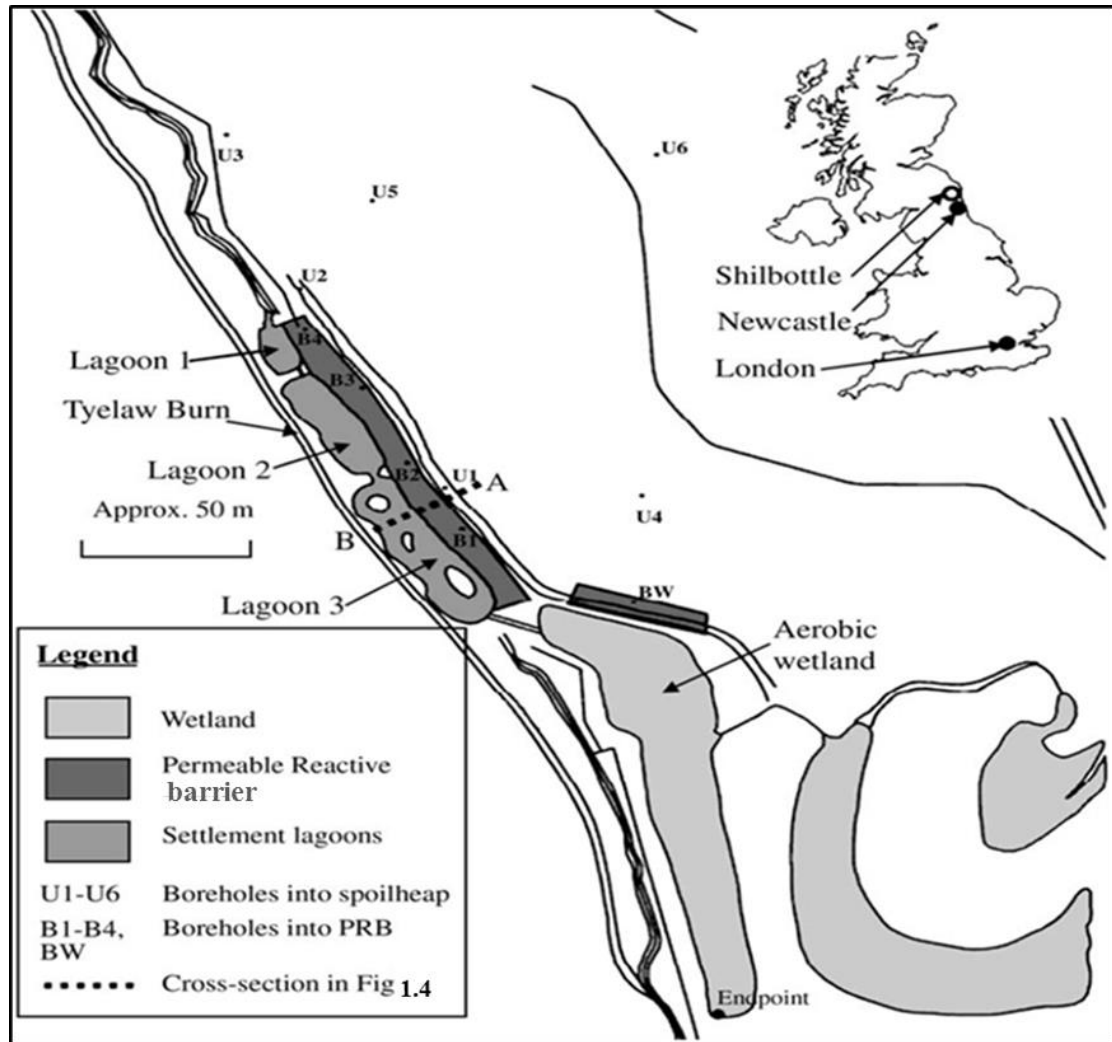 U3
U6
U5
U2
Shilbottle
Newcastle
London
B4
Lagoon 1
B3
Tyelaw Burn
Lagoon 2
B2
U1
A
Approx. 50 m
U4
B
B1
Lagoon 3
BW
Aerobic
wetland
Legend
Wetland
Permeable Reactive
barrier
Settlement lagoons
U1-U6 Boreholes into spoilheap
B1-B4, Boreholes into PRB
BW
Cross-section in Fig 1.4
Endpoint